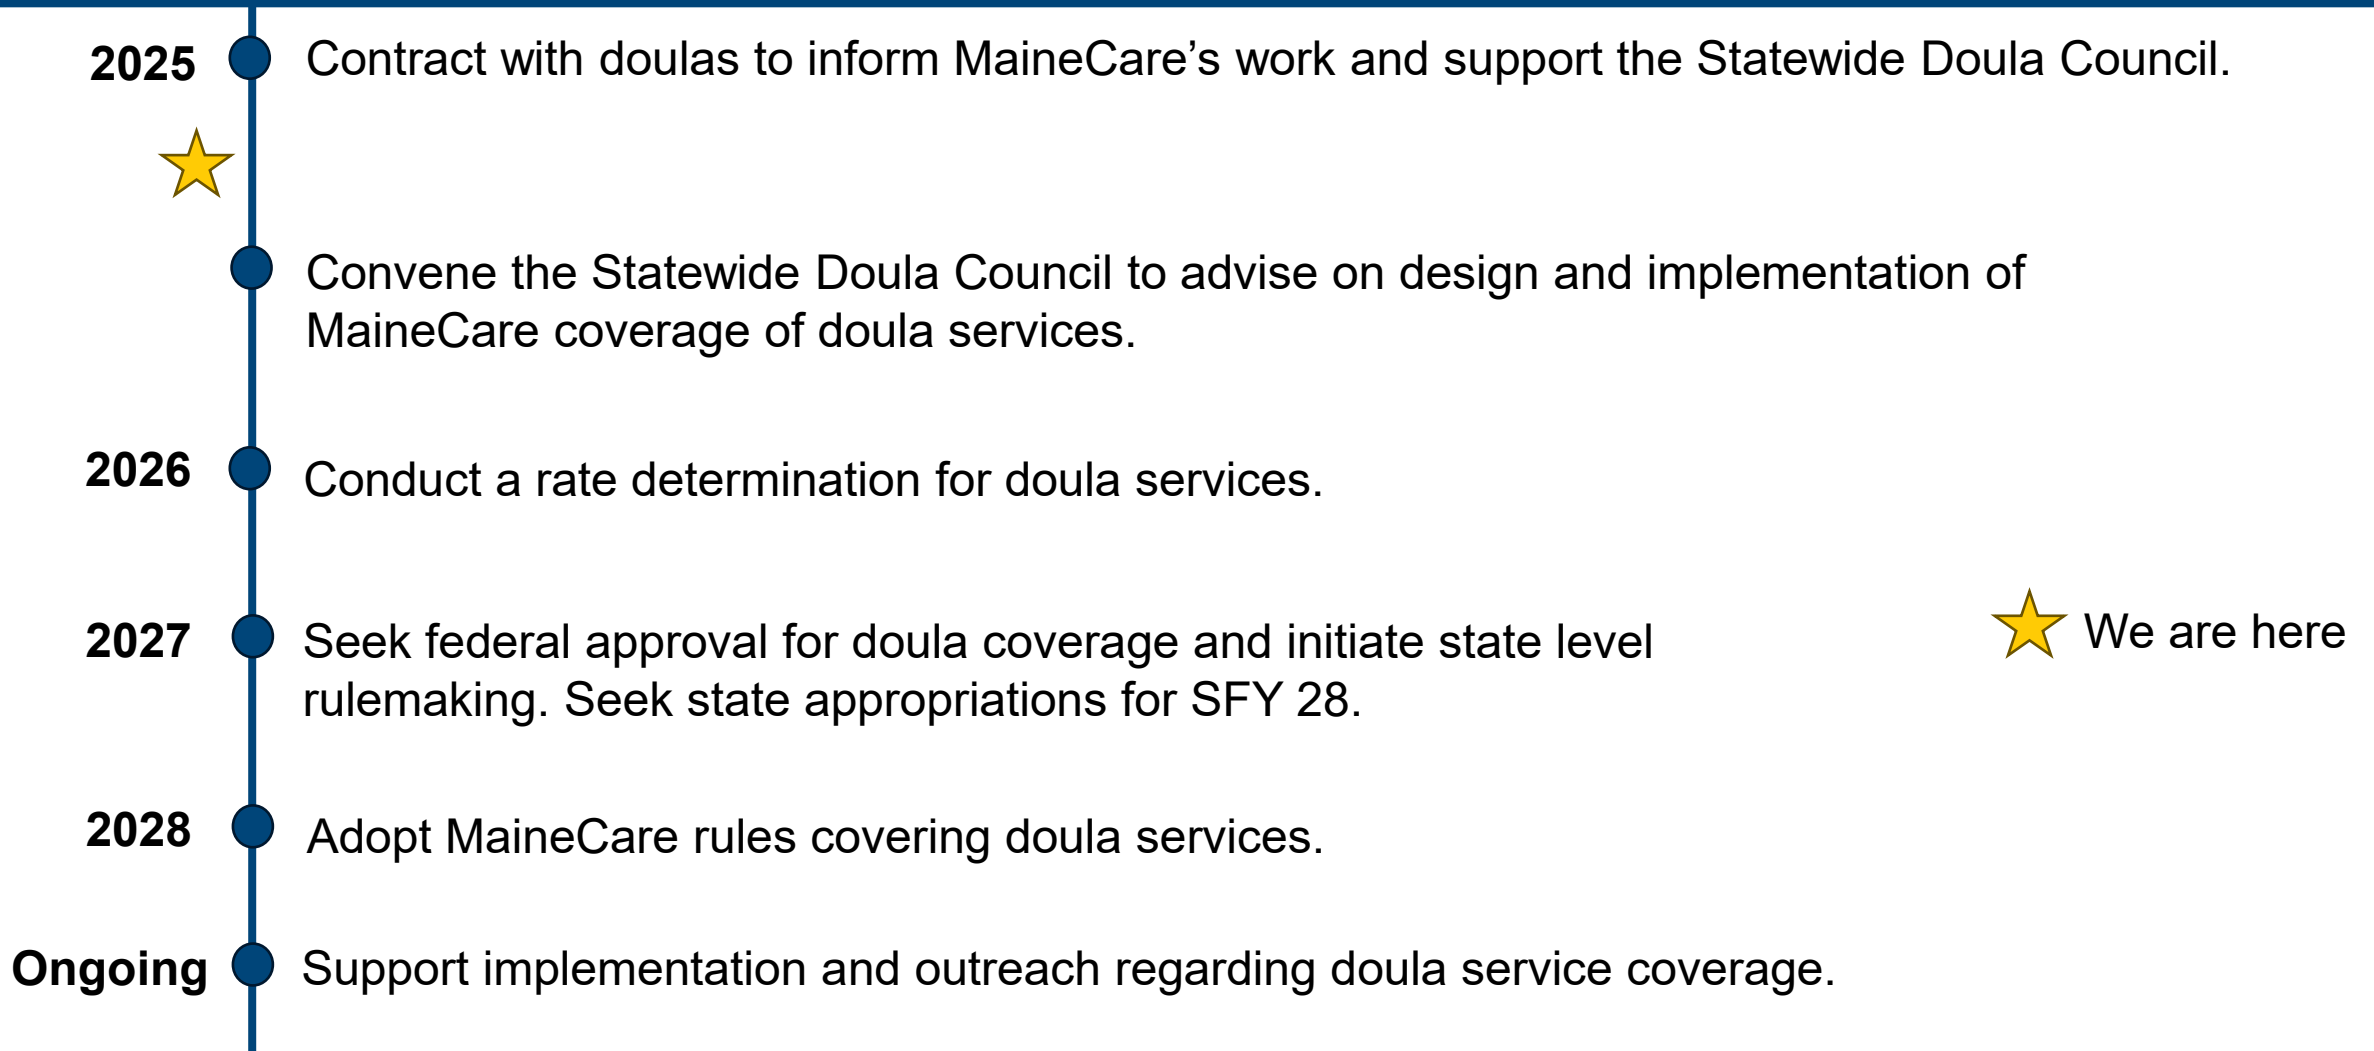 2025
Contract with doulas to inform MaineCare’s work and support the Statewide Doula Council.
Convene the Statewide Doula Council to advise on design and implementation of
MaineCare coverage of doula services.
2026
Conduct a rate determination for doula services.
2027
Seek federal approval for doula coverage and initiate state level
rulemaking. Seek state appropriations for SFY 28.
We are here
2028
Adopt MaineCare rules covering doula services.
Ongoing
Support implementation and outreach regarding doula service coverage.